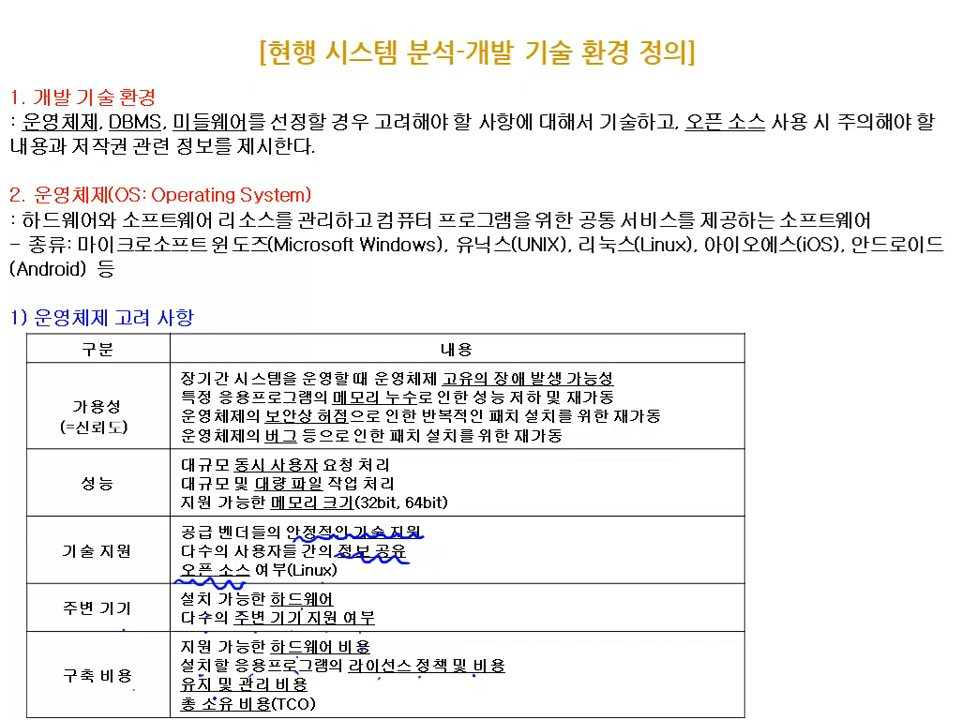 [현행 시스템 분석-개발 기술 환경 정의]
1. 개발 기술 환경
: 운영체제, DBMS, 미들웨어를 선정할 경우 고려해야 할 사항에 대해서 기술하고, 오픈 소스 사용 시 주의해야 할
내용과 저작권 관련 정보를 제시한다.
2. 운영체제(OS: Operating System)
: 하드웨어와 소프트웨어 리소스를 관리하고 컴퓨터 프로그램을 위한 공통 서비스를 제공하는 소프트웨어
- 종류: 마이크로소프트 윈도즈(Microsoft Windows), 유닉스(UNIX), 리눅스(Linux), 아이오에스(iOS), 안드로이드
(Android) 등
1) 운영체제 고려 사항
구분 내용
가용성
(=신뢰도)
장기간 시스템을 운영할 때 운영체제 고유의 장애 발생 가능성
특정 응용프로그램의 메모리 누수로 인한 성능 저하 및 재가동
운영체제의 보안상 허점으로 인한 반복적인 패치 설치를 위한 재가동
운영체제의 버그 등으로 인한 패치 설치를 위한 재가동
성능
대규모 동시 사용자 요청 처리
대규모 및 대량 파일 작업 처리
지원 가능한 메모리 크기(32bit, 64bit)
기술 지원
공급 벤더들의 안정적인 기술 지원
다수의 사용자들 간의 정보 공유
오픈 소스 여부(Linux)
주변 기기
설치 가능한 하드웨어
다수의 주변 기기 지원 여부
구축 비용
지원 가능한 하드웨어 비용
설치할 응용프로그램의 라이선스 정책 및 비용
유지 및 관리 비용
총 소유 비용(TCO)